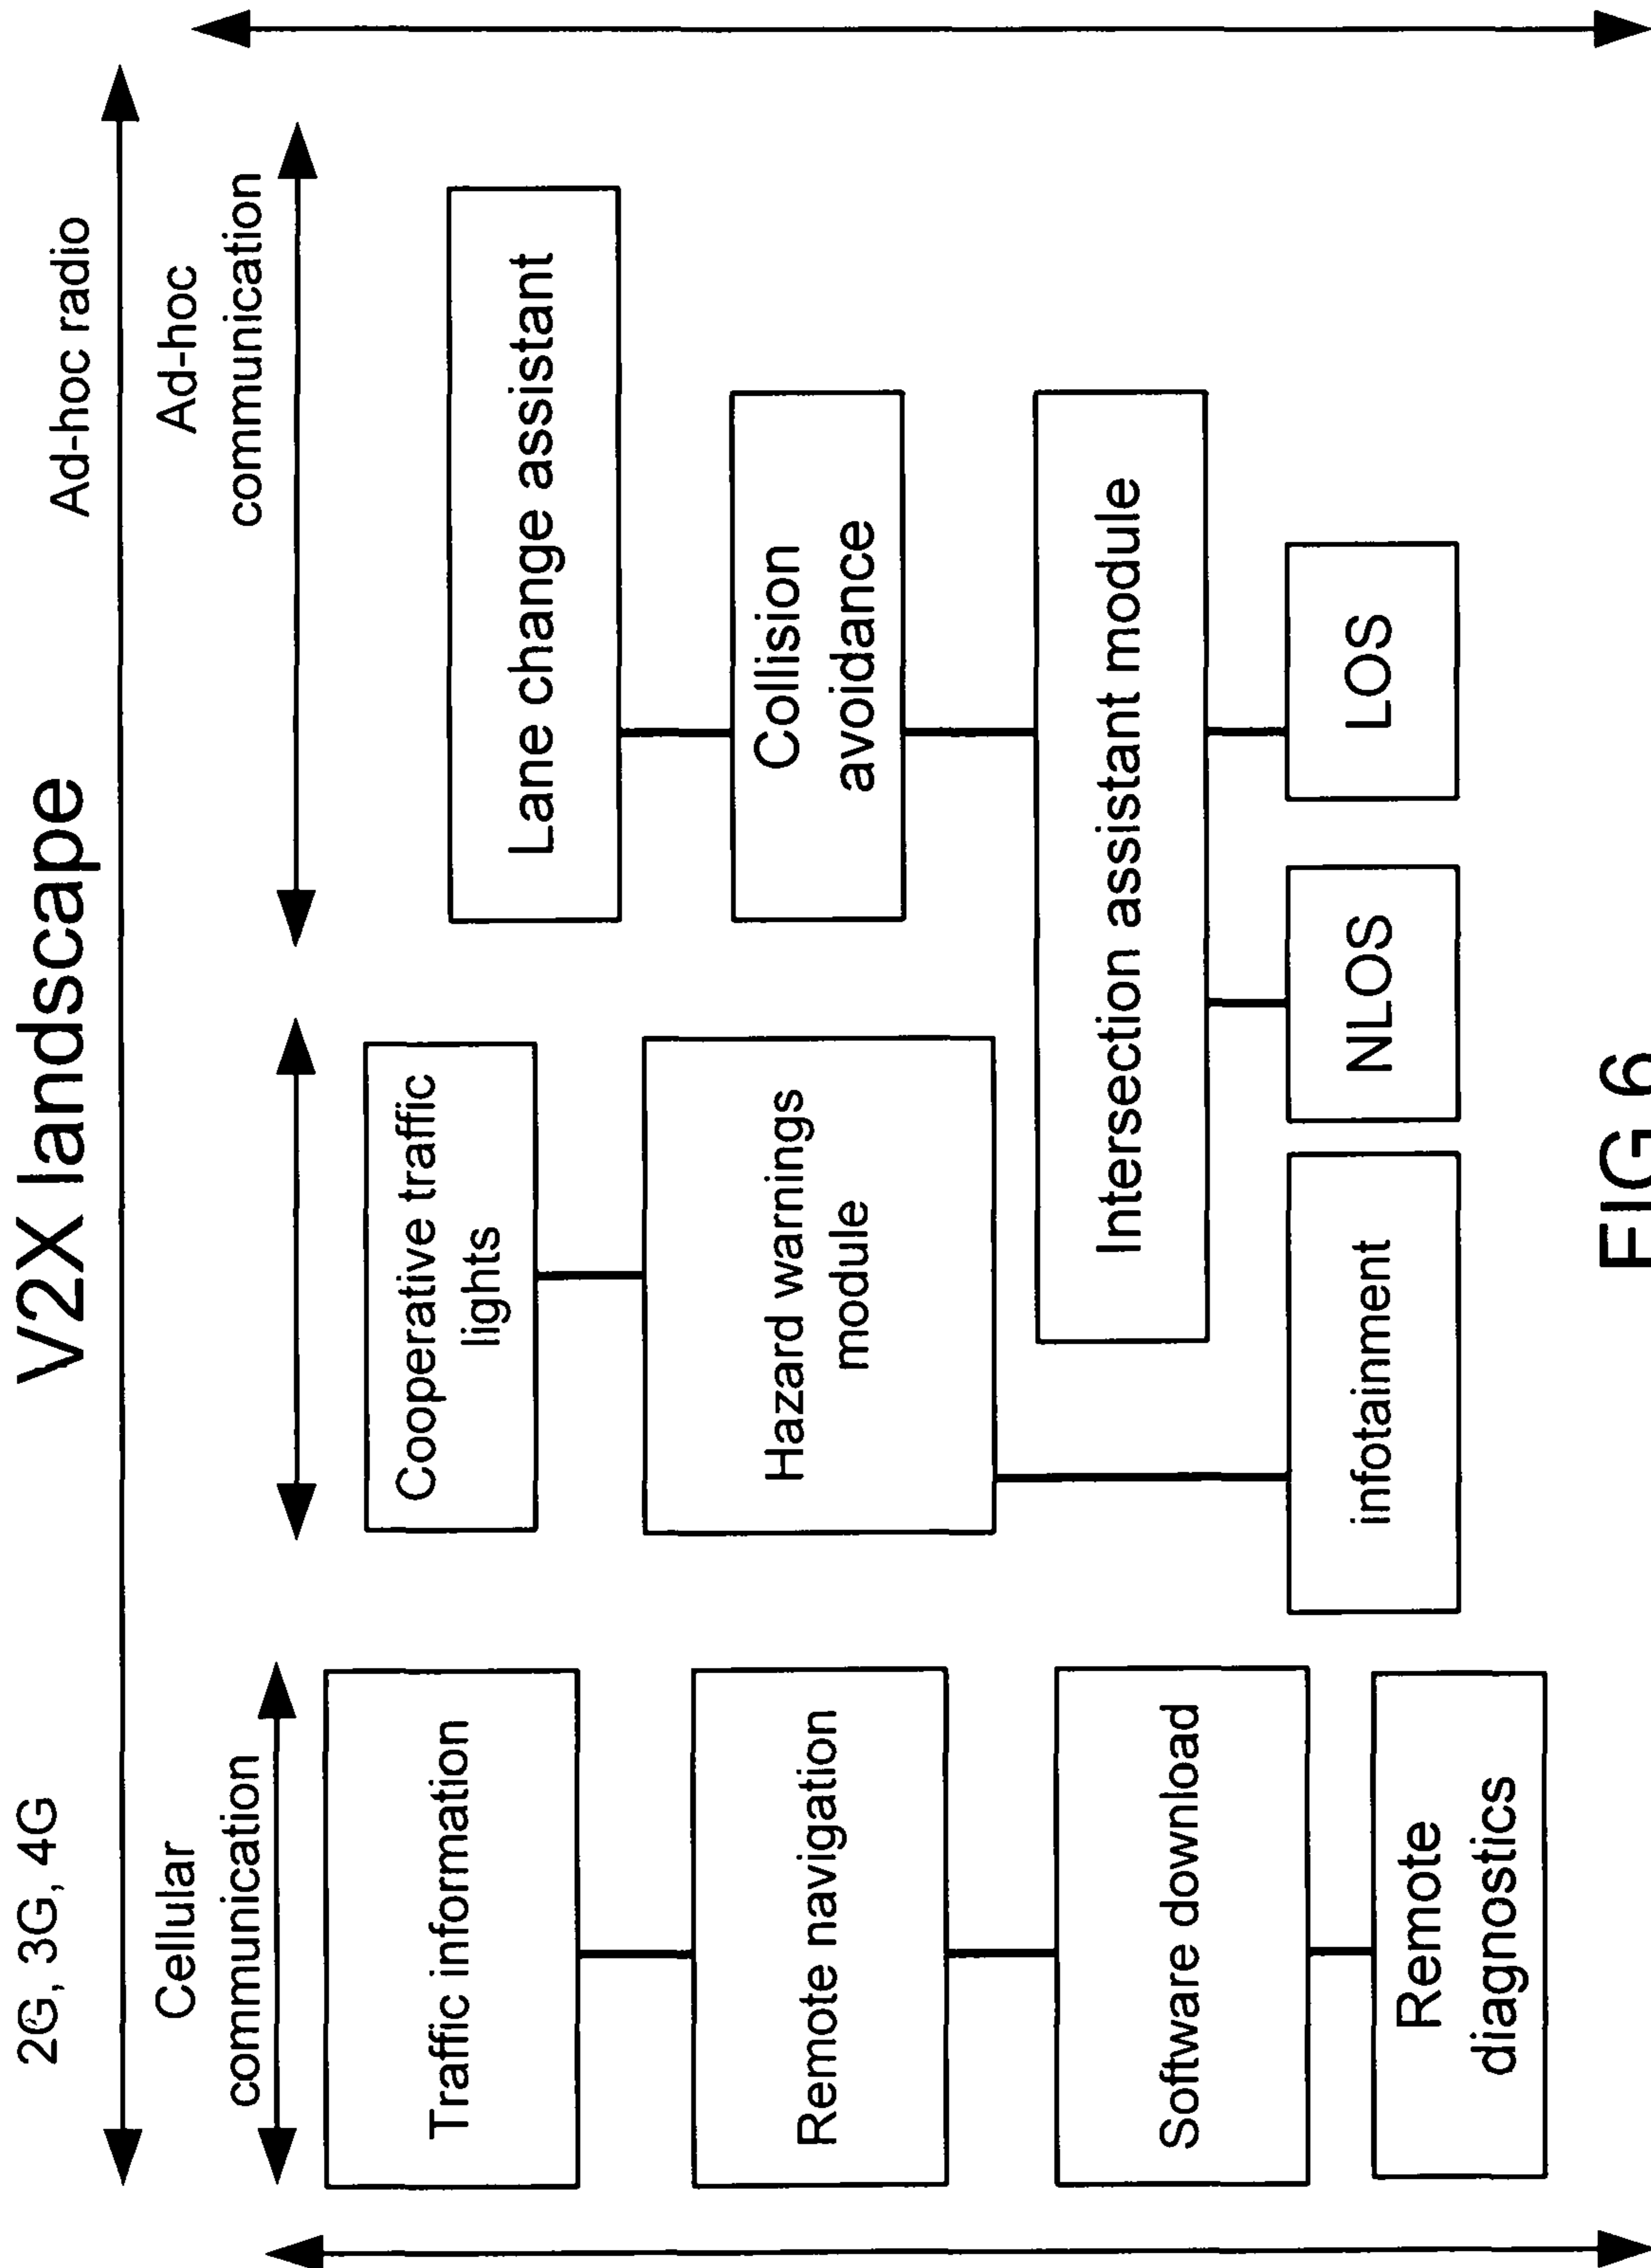 V2X landscape
2G, 3G, 4G
Ad-hoc radio
Cellular
communication
Ad-hoc
communication
Traffic information
Remote navigation
Software download
Remote
diagnostics
Cooperative traffic
lights
Hazard warnings
module
infotainment
Lane change assistant
Collision
avoidance
Intersection assistant module
NLOS
LOS
FIG 6